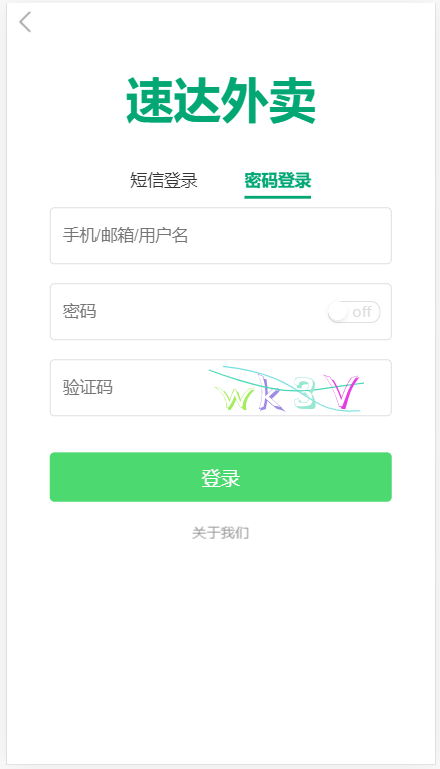 速达外卖
短信登录 密码登录
手机/邮箱/用户名
密码 off
验证码 wk3V
登录
关于我们